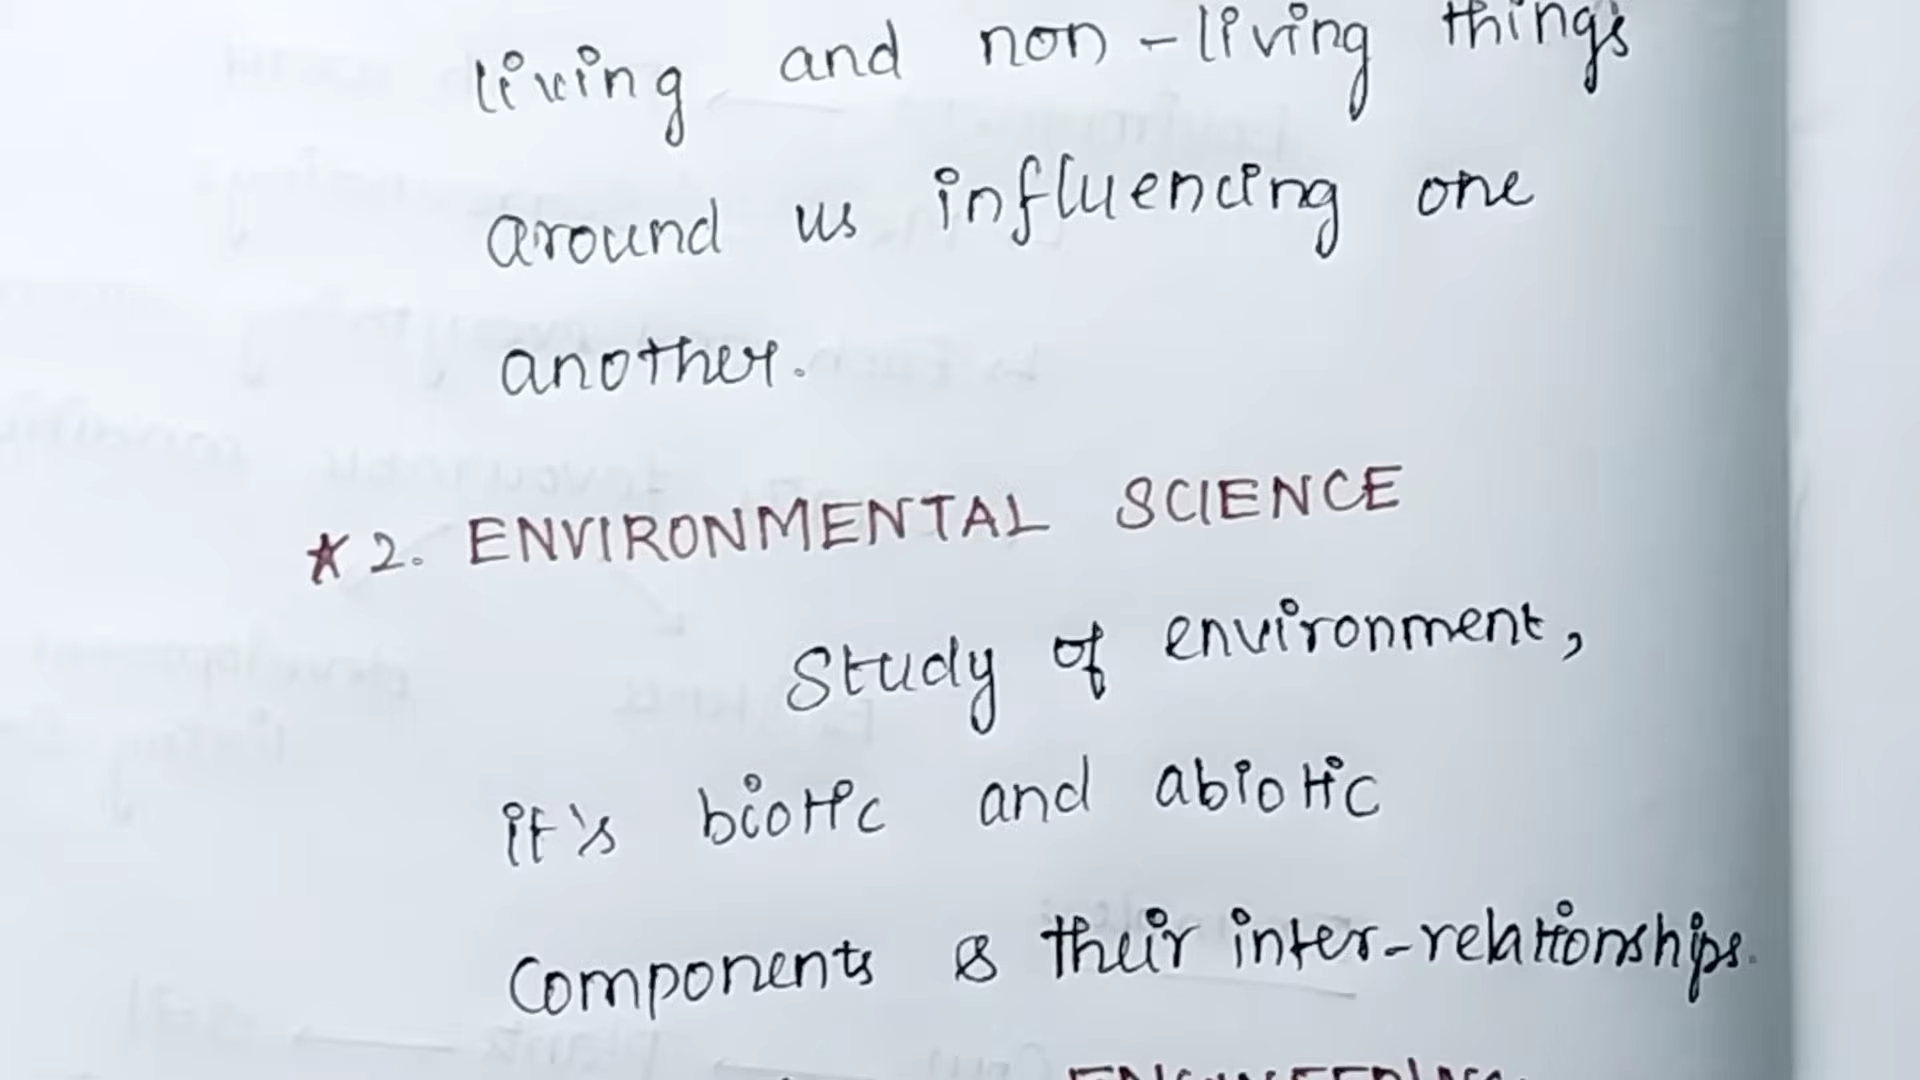 living and non-living things
around us influencing one
another.
* 2. ENVIRONMENTAL SCIENCE
Study of environment,
it's biotic and abiotic
components & their inter-relationships.
ENGINEERING